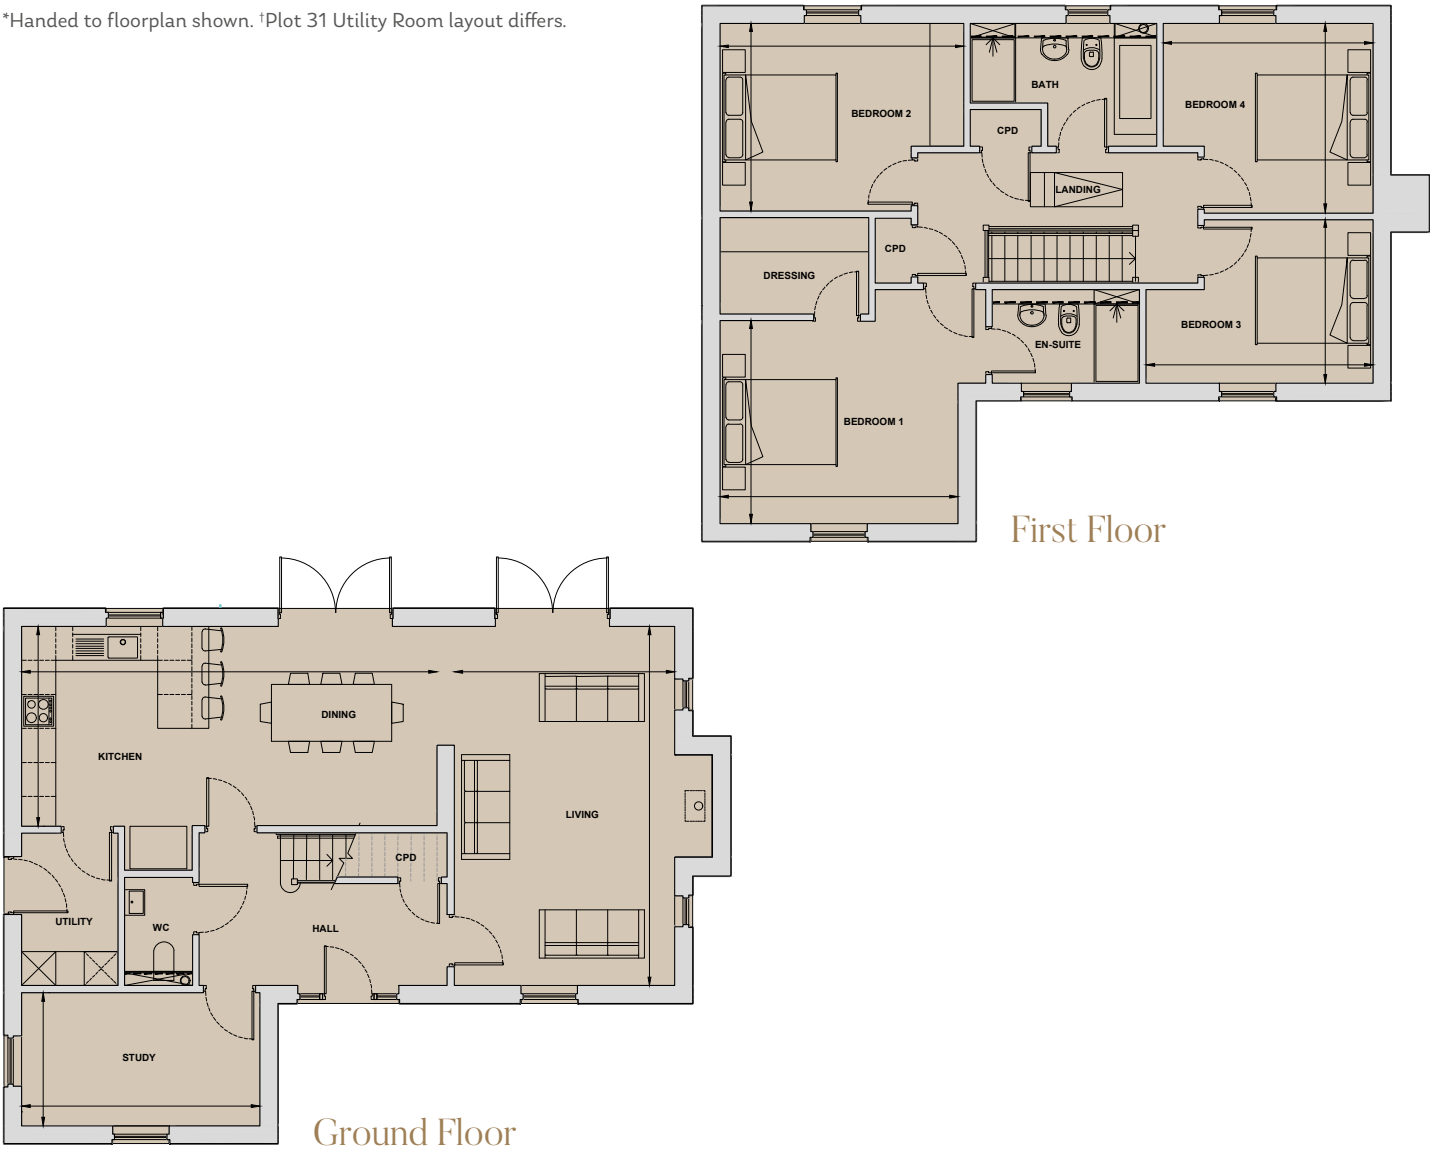 *Handed to floorplan shown. †Plot 31 Utility Room layout differs.
BEDROOM 2
BATH
CPD
BEDROOM 4
LANDING
CPD
DRESSING
EN-SUITE
BEDROOM 3
BEDROOM 1
First Floor
KITCHEN
DINING
LIVING
CPD
UTILITY
WC
HALL
STUDY
Ground Floor